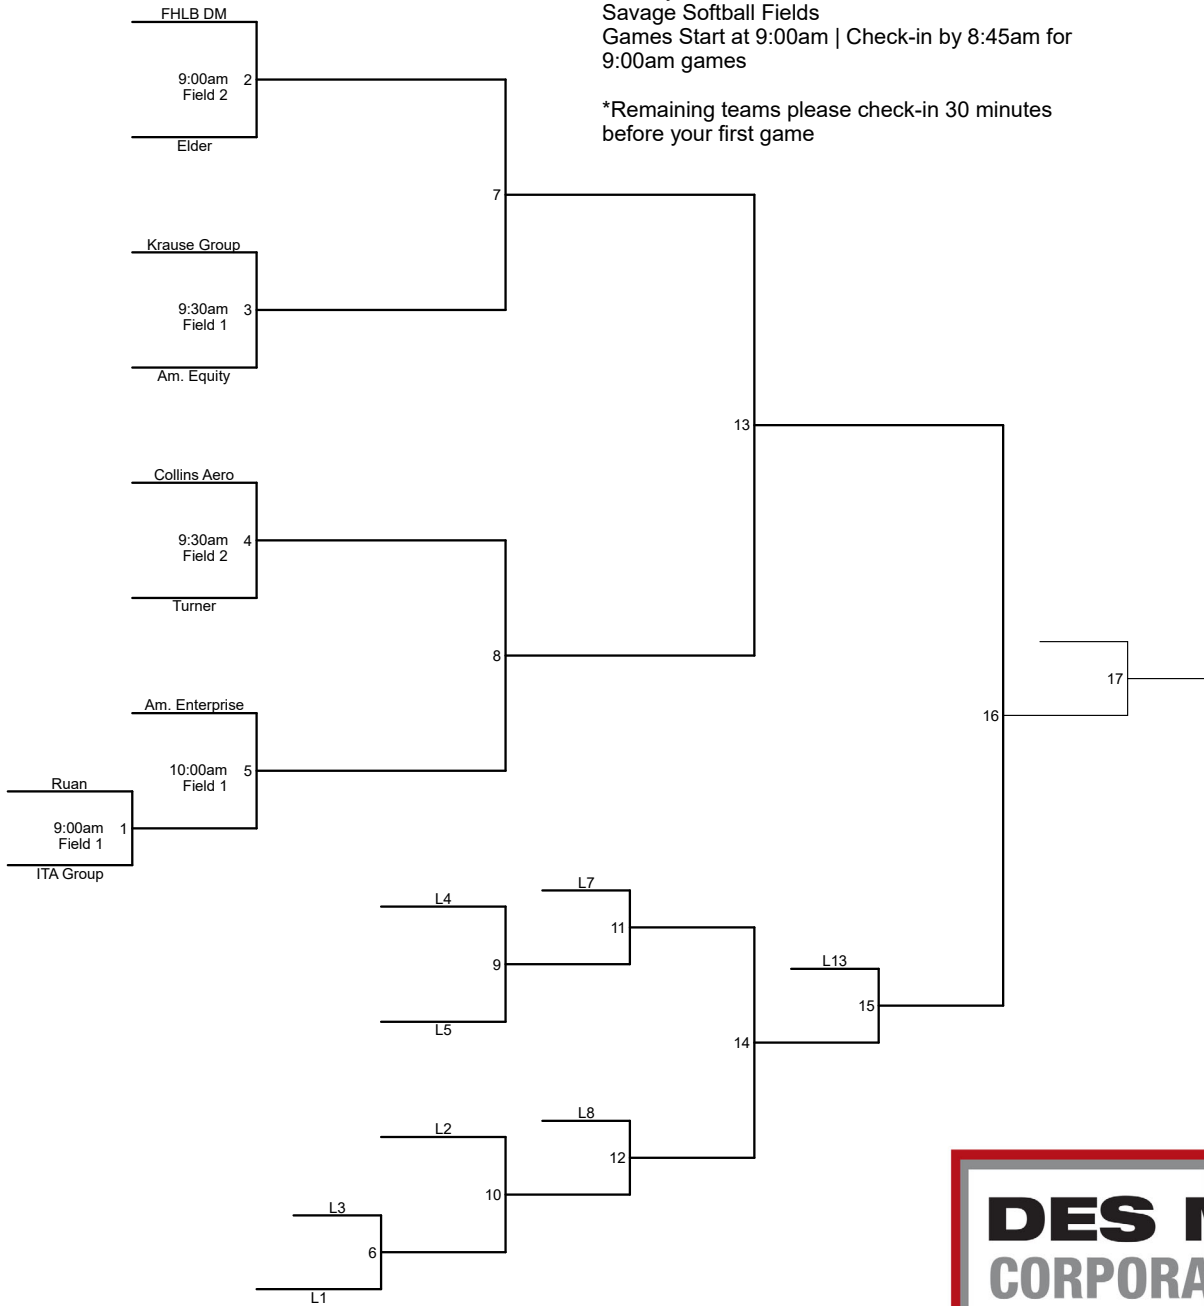 Savage Softball Fields
Games Start at 9:00am | Check-in by 8:45am for
9:00am games
*Remaining teams please check-in 30 minutes
before your first game
FHLB DM
9:00am 2
Field 2
Elder
7
Krause Group
9:30am 3
Field 1
Am. Equity
13
Collins Aero
9:30am 4
Field 2
Turner
8
17
16
Am. Enterprise
10:00am 5
Field 1
Ruan
9:00am 1
Field 1
ITA Group
L7
L4
11
9
L13
15
L5
14
L8
L2
12
10
L3
6
L1
DES
CORPORA